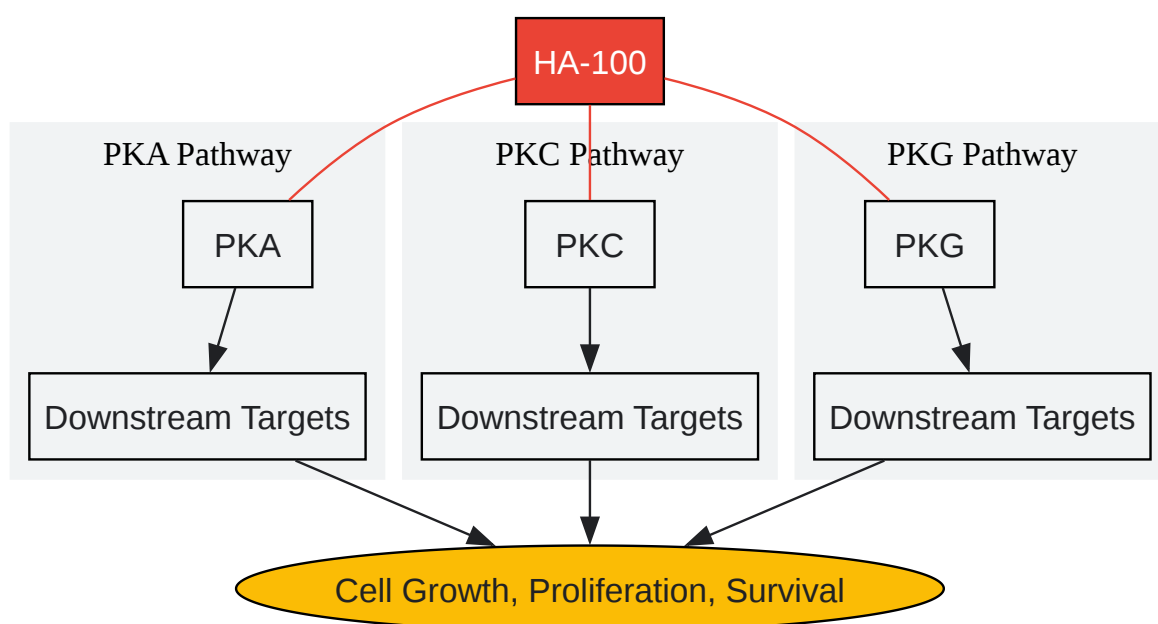 HA-100
PKA Pathway
PKC Pathway
PKG Pathway
PKA
PKC
PKG
Downstream Targets
Downstream Targets
Downstream Targets
Cell Growth, Proliferation, Survival